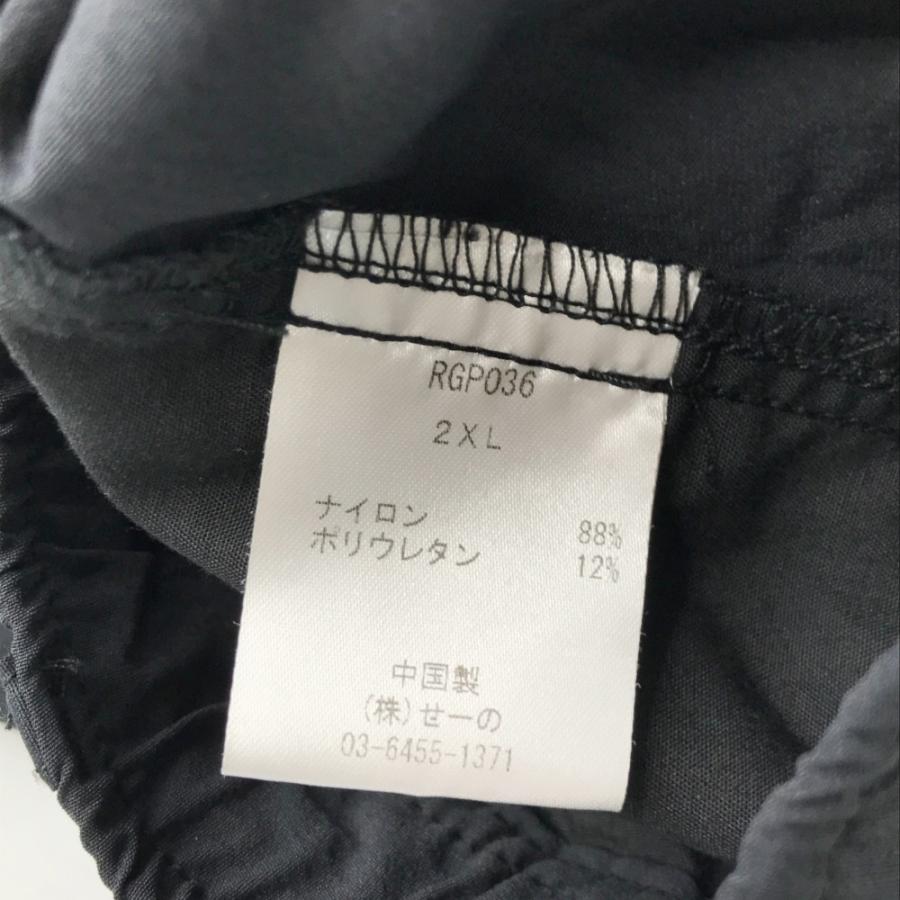 RGP036
2XL
ナイロン 88%
ポリウレタン 12%
中国製
(株)せーの
03-6455-1371